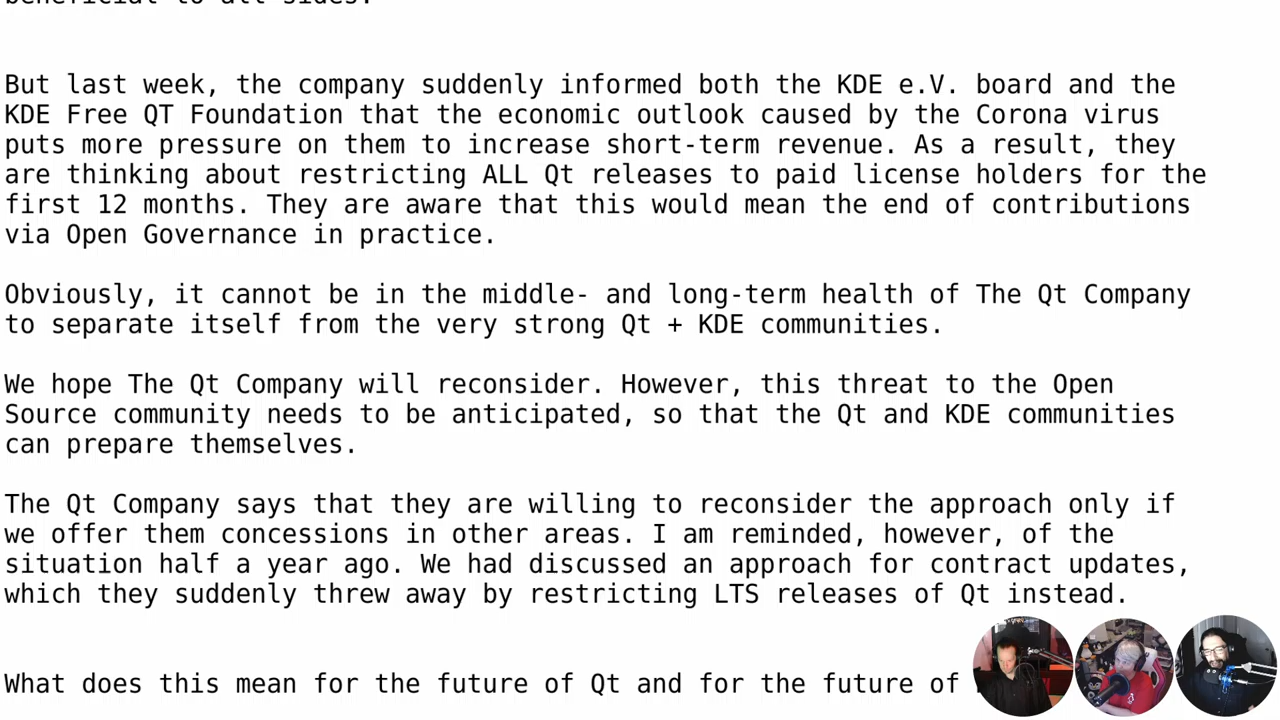 beneficial to all sides.
But last week, the company suddenly informed both the KDE e.V. board and the
KDE Free QT Foundation that the economic outlook caused by the Corona virus
puts more pressure on them to increase short-term revenue. As a result, they
are thinking about restricting ALL Qt releases to paid license holders for the
first 12 months. They are aware that this would mean the end of contributions
via Open Governance in practice.
Obviously, it cannot be in the middle- and long-term health of The Qt Company
to separate itself from the very strong Qt + KDE communities.
We hope The Qt Company will reconsider. However, this threat to the Open
Source community needs to be anticipated, so that the Qt and KDE communities
can prepare themselves.
The Qt Company says that they are willing to reconsider the approach only if
we offer them concessions in other areas. I am reminded, however, of the
situation half a year ago. We had discussed an approach for contract updates,
which they suddenly threw away by restricting LTS releases of Qt instead.
What does this mean for the future of Qt and for the future of